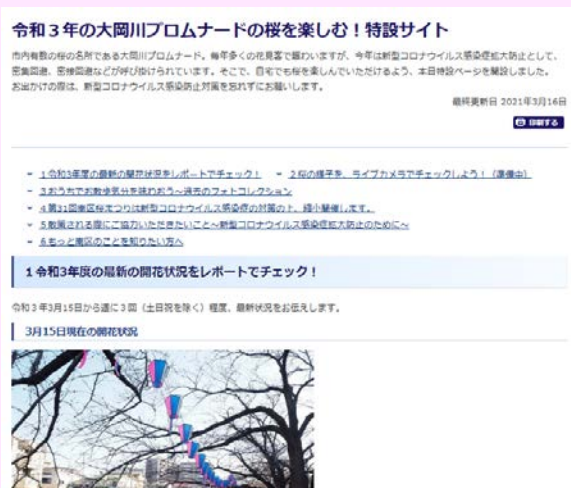 令和３年の大岡川プロムナードの桜を楽しむ！特設サイト
市内有数の桜の名所である大岡川プロムナード。毎年多くの花見客で賑わいますが、今年は新型コロナウイルス感染症拡大防止として、
密集回避、密接回避などが呼び掛けられています。そこで、自宅でも桜を楽しんでいただけるよう、本日特設ページを開設しました。
お出かけの際は、新型コロナウイルス感染防止対策を忘れずにお願いします。
最終更新日 2021年3月16日
印刷する
1令和3年度の最新の開花状況をレポートでチェック！ 2桜の様子を、ライブカメラでチェックしよう！（準備中）
3おうちでお散歩気分を味わおう～過去のフォトコレクション
4第31回南区桜まつりは新型コロナウイルス感染症の対策の上、縮小開催します。
5散策される際にご協力いただきたいこと～新型コロナウイルス感染症拡大防止のために～
6もっと南区のことを知りたい方へ
1令和3年度の最新の開花状況をレポートでチェック！
令和３年3月15日から週に３回（土日祝を除く）程度、最新状況をお伝えします。
3月15日現在の開花状況